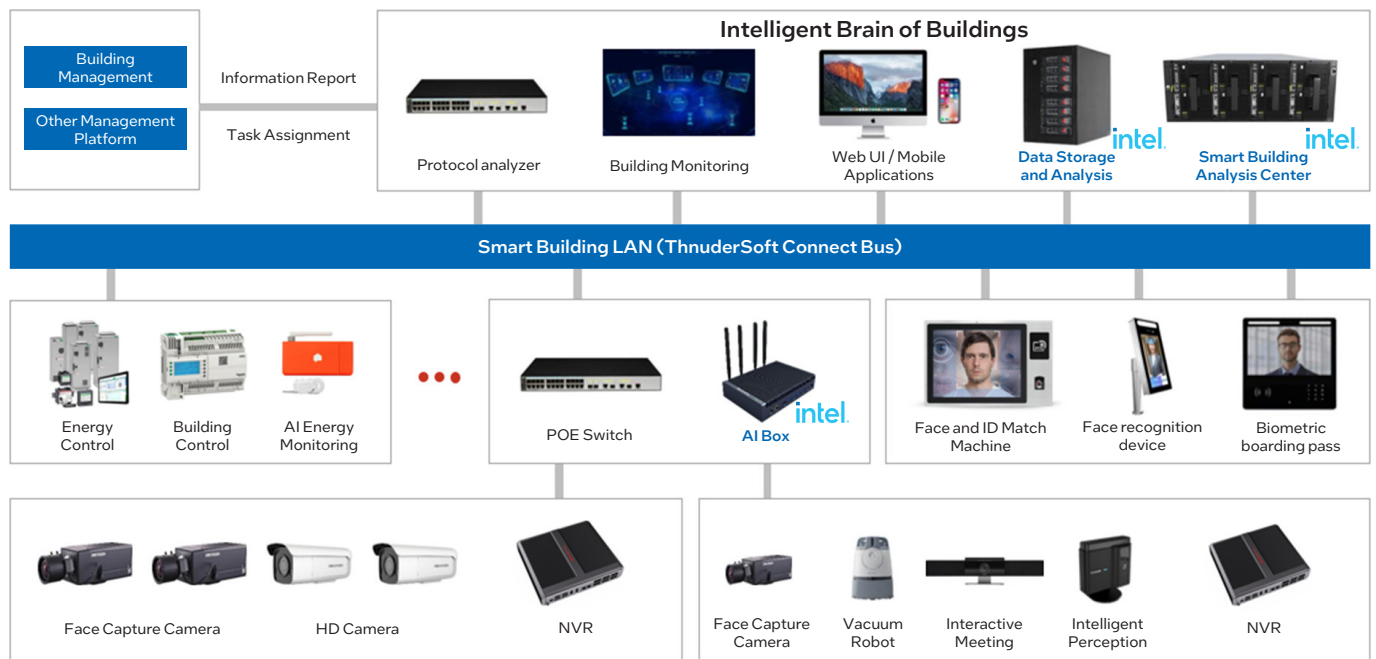 Intelligent Brain of Buildings
Building
Management
Other Management
Platform
Information Report
Task Assignment
Protocol analyzer
Building Monitoring
Web UI / Mobile
Applications
intel.
Data Storage
and Analysis
intel.
Smart Building
Analysis Center
Smart Building LAN (ThnuderSoft Connect Bus)
Energy
Control
Building
Control
AI Energy
Monitoring
POE Switch
intel.
AI Box
Face and ID Match
Machine
Face recognition
device
Biometric
boarding pass
Face Capture Camera
HD Camera
NVR
Face Capture
Camera
Vacuum
Robot
Interactive
Meeting
Intelligent
Perception
NVR